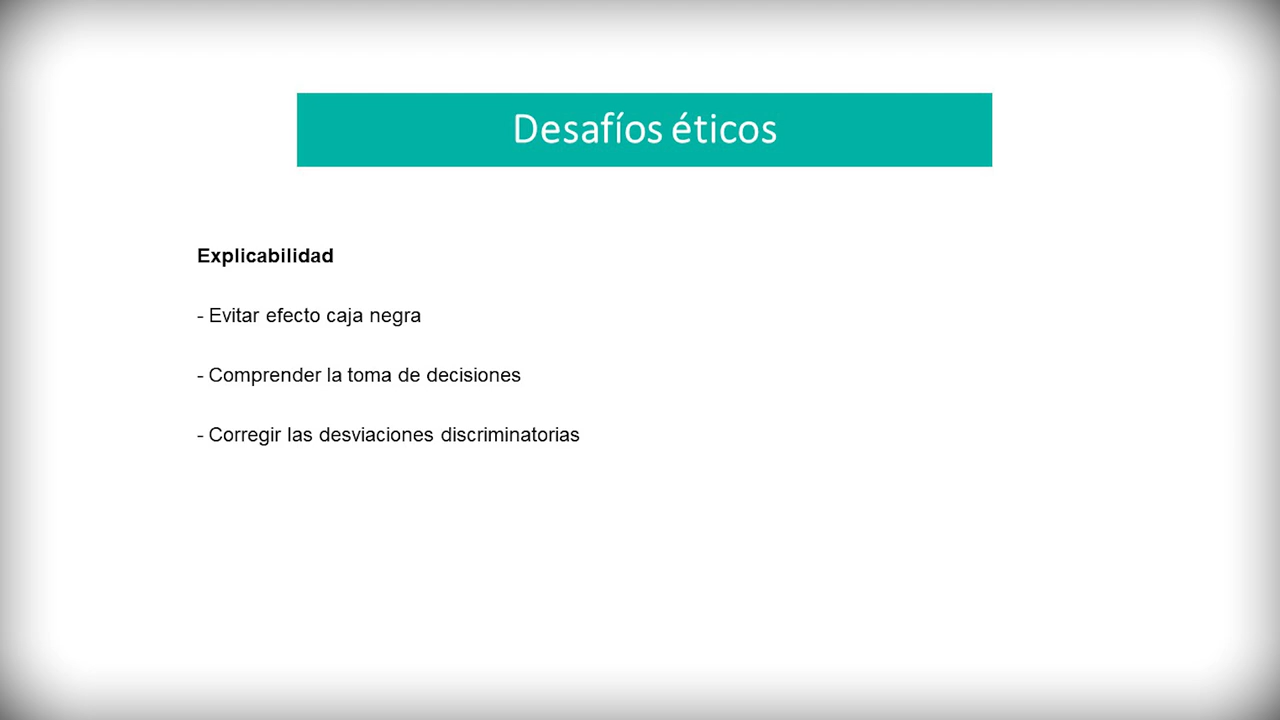 Desafíos éticos
Explicabilidad
- Evitar efecto caja negra
- Comprender la toma de decisiones
- Corregir las desviaciones discriminatorias